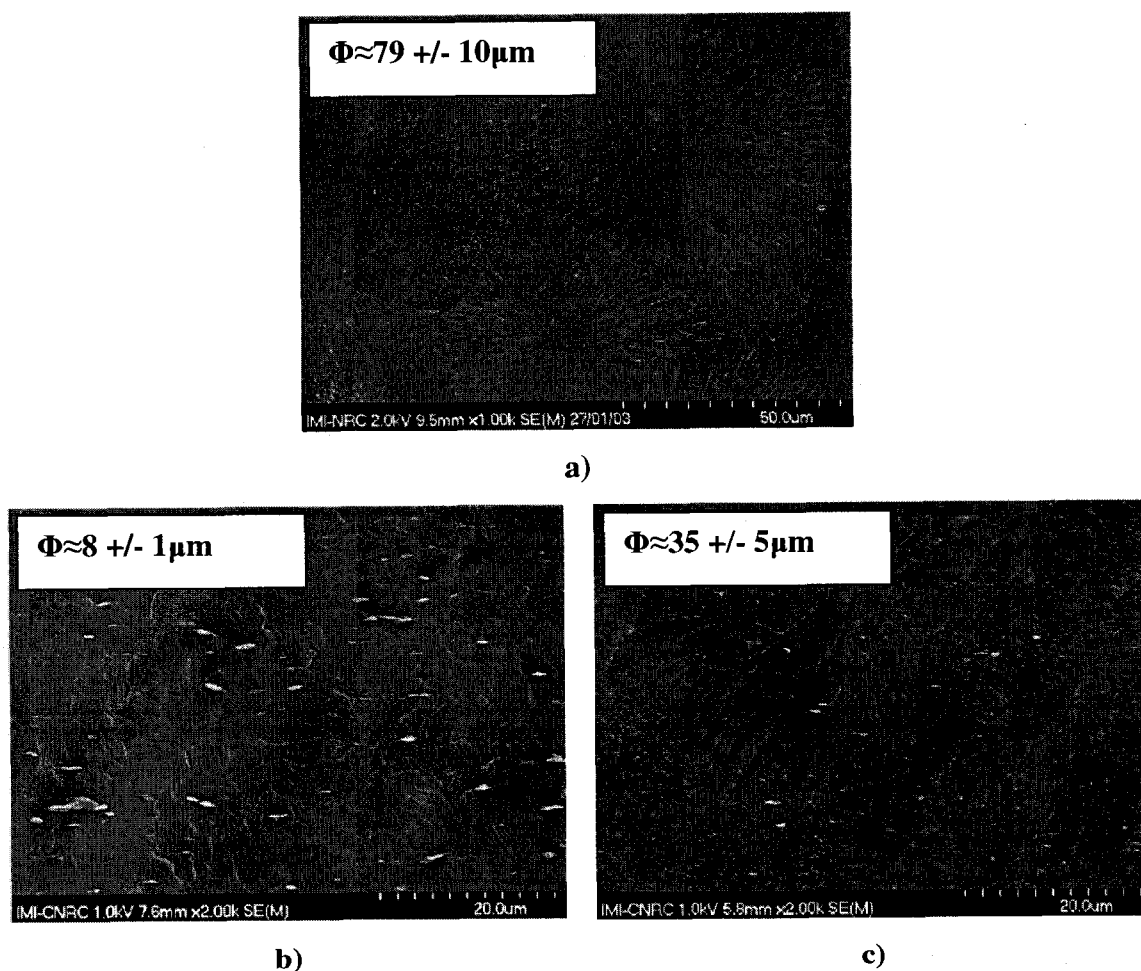 Φ≈79 +/- 10μm
IMI-NRC 2.0kV 9.5mm x1.00k SE(M) 27/01/03 50.0um
a)
Φ≈8 +/- 1μm
IMI-CNRC 1.0kV 7.6mm x2.00k SE(M) 20.0um
b)
Φ≈35 +/- 5μm
IMI-CNRC 1.0kV 5.8mm x2.00k SE(M) 20.0um
c)